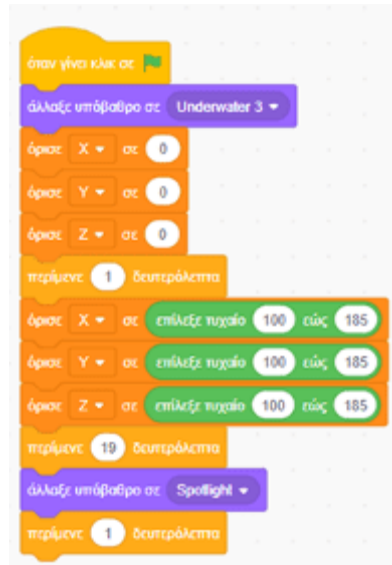 όταν γίνει κλικ σε
άλλαξε υπόβαθρο σε Underwater 3
όρισε X σε 0
όρισε Y σε 0
όρισε Z σε 0
περίμενε 1 δευτερόλεπτα
όρισε X σε επίλεξε τυχαίο 100 εώς 185
όρισε Y σε επίλεξε τυχαίο 100 εώς 185
όρισε Z σε επίλεξε τυχαίο 100 εώς 185
περίμενε 19 δευτερόλεπτα
άλλαξε υπόβαθρο σε Spotlight
περίμενε 1 δευτερόλεπτα